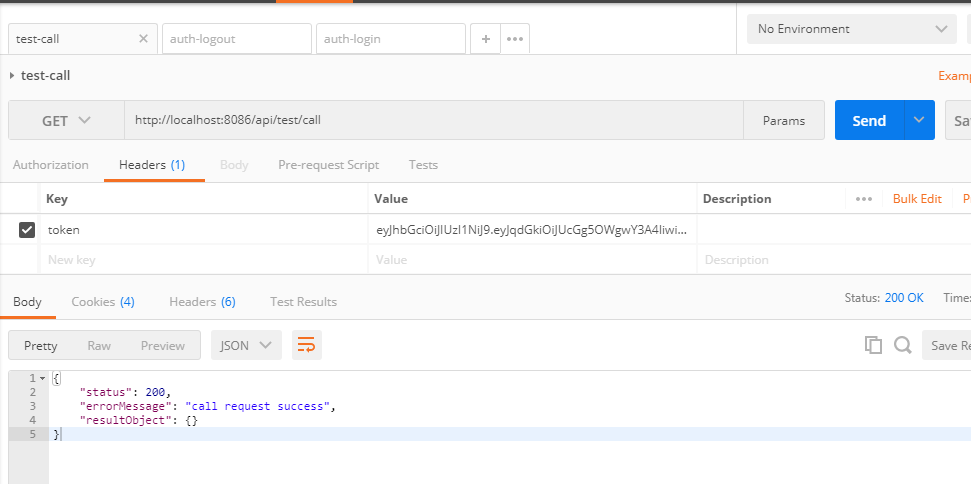 test-call
auth-logout
auth-login
No Environment
test-call
Examp
GET
http://localhost:8086/api/test/call
Params
Send
Sa
Authorization
Headers (1)
Body
Pre-request Script
Tests
Key
Value
Description
Bulk Edit
P
token
eyJhbGciOiJIUzI1NiJ9.eyJqdGkiOiJUcGg5OWgwY3A4Iiwi...
New key
Value
Description
Body
Cookies (4)
Headers (6)
Test Results
Status: 200 OK
Time:
Pretty
Raw
Preview
JSON
Save Re
1 {
2 "status": 200,
3 "errorMessage": "call request success",
4 "resultObject": {}
5 }